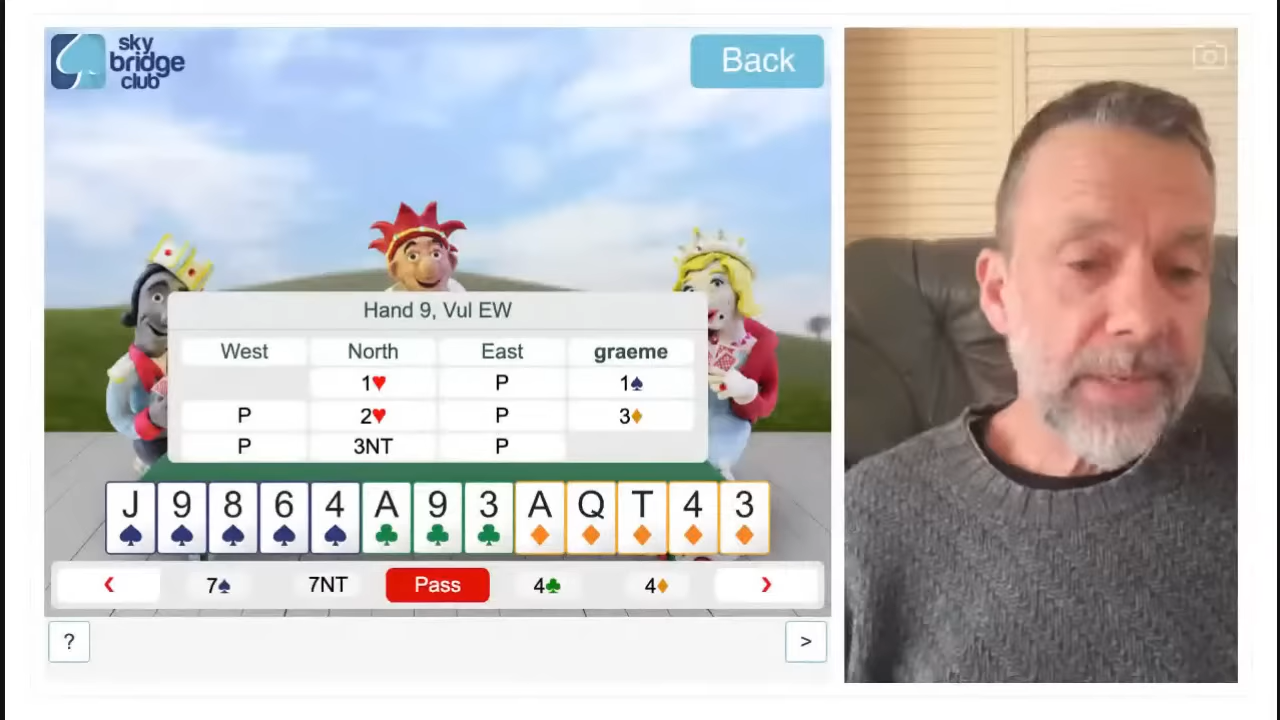 sky
bridge
club
Back
Hand 9, Vul EW
West North East graeme
1♥ P 1♠
P 2♥ P 3♦
P 3NT P
J♠ 9♠ 8♠ 6♠ 4♠ A♣ 9♣ 3♣ A♦ Q♦ T♦ 4♦ 3♦
‹ 7♠ 7NT Pass 4♣ 4♦ ›
? >